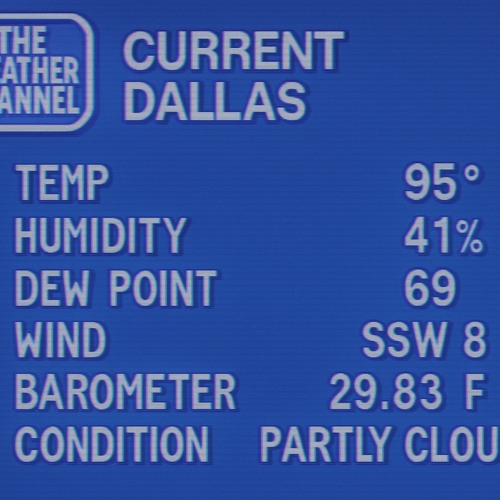 THE
EATHER
ANNEL
CURRENT
DALLAS
TEMP 95°
HUMIDITY 41%
DEW POINT 69
WIND SSW 8
BAROMETER 29.83 F
CONDITION PARTLY CLOU